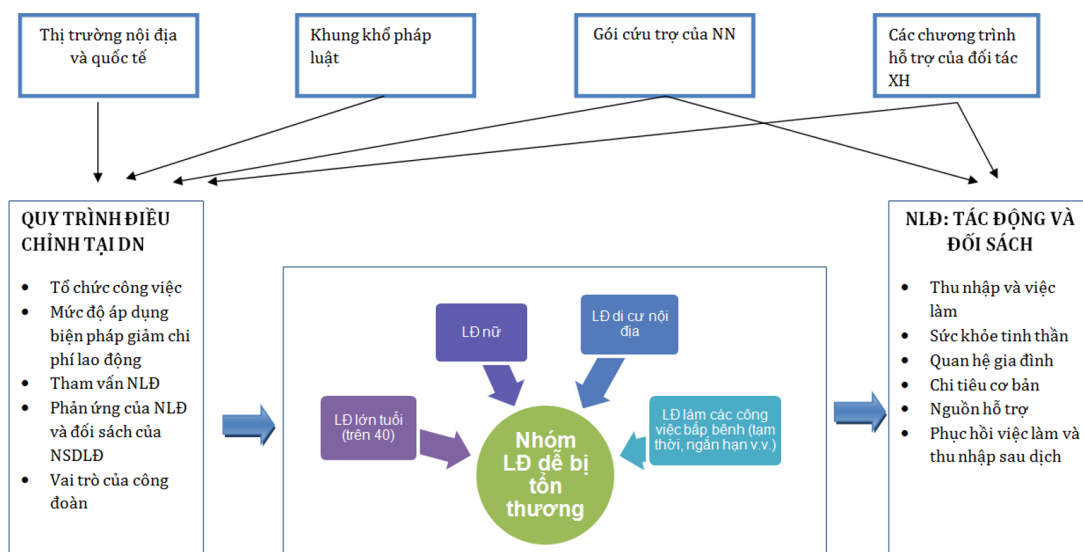 Thị trường nội địa
và quốc tế
Khung khổ pháp
luật
Gói cứu trợ của NN
Các chương trình
hỗ trợ của đối tác
XH
QUY TRÌNH ĐIỀU
CHỈNH TẠI DN
• Tổ chức công việc
• Mức độ áp dụng
biện pháp giảm chi
phí lao động
• Tham vấn NLĐ
• Phản ứng của NLĐ
và đối sách của
NSDLĐ
• Vai trò của công
đoàn
LĐ nữ
LĐ di cư nội
địa
LĐ lớn tuổi
(trên 40)
LĐ làm các công
việc bấp bênh (tạm
thời, ngắn hạn v.v.)
Nhóm
LĐ dễ bị
tổn
thương
NLĐ: TÁC ĐỘNG VÀ
ĐỐI SÁCH
• Thu nhập và việc
làm
• Sức khỏe tinh thần
• Quan hệ gia đình
• Chi tiêu cơ bản
• Nguồn hỗ trợ
• Phục hồi việc làm và
thu nhập sau dịch